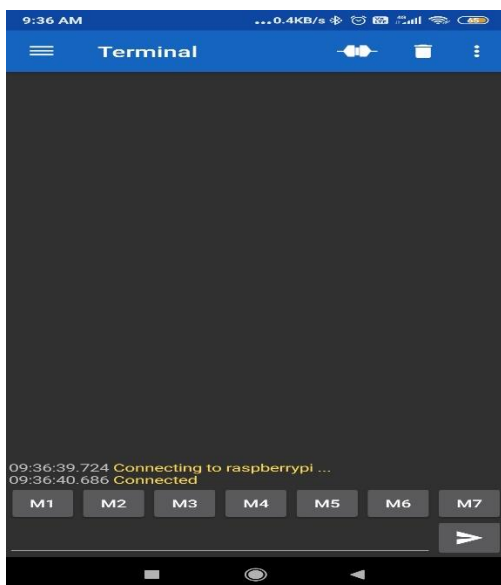 9:36 AM ...0.4KB/s
Terminal
09:36:39.724 Connecting to raspberrypi ...
09:36:40.686 Connected
M1 M2 M3 M4 M5 M6 M7